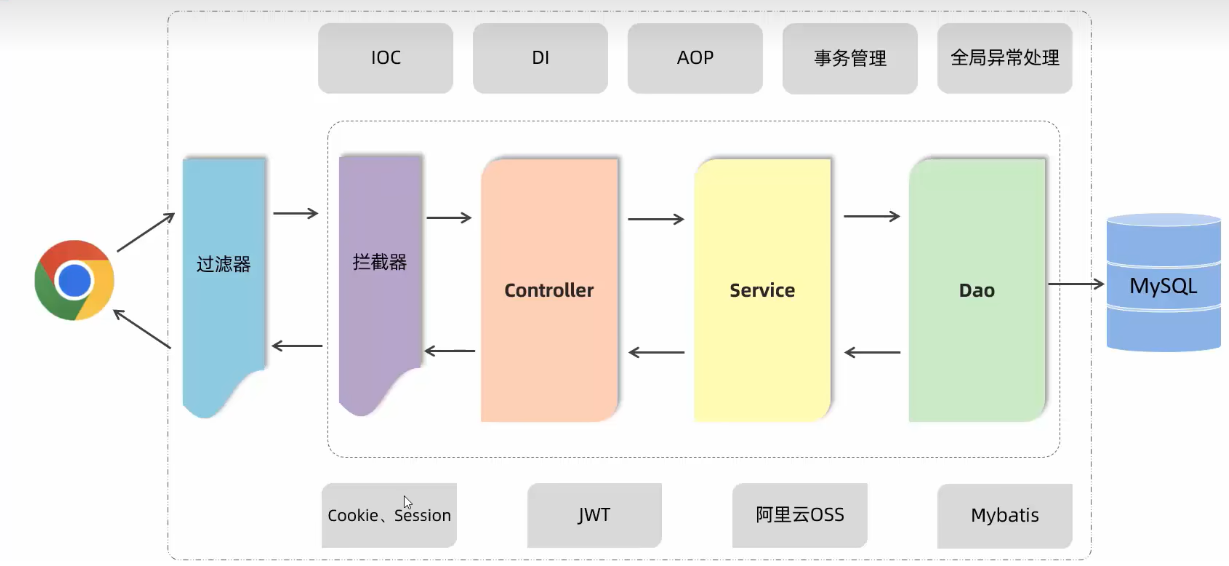 IOC
DI
AOP
事务管理
全局异常处理
过滤器
拦截器
Controller
Service
Dao
MySQL
Cookie、Session
JWT
阿里云OSS
Mybatis